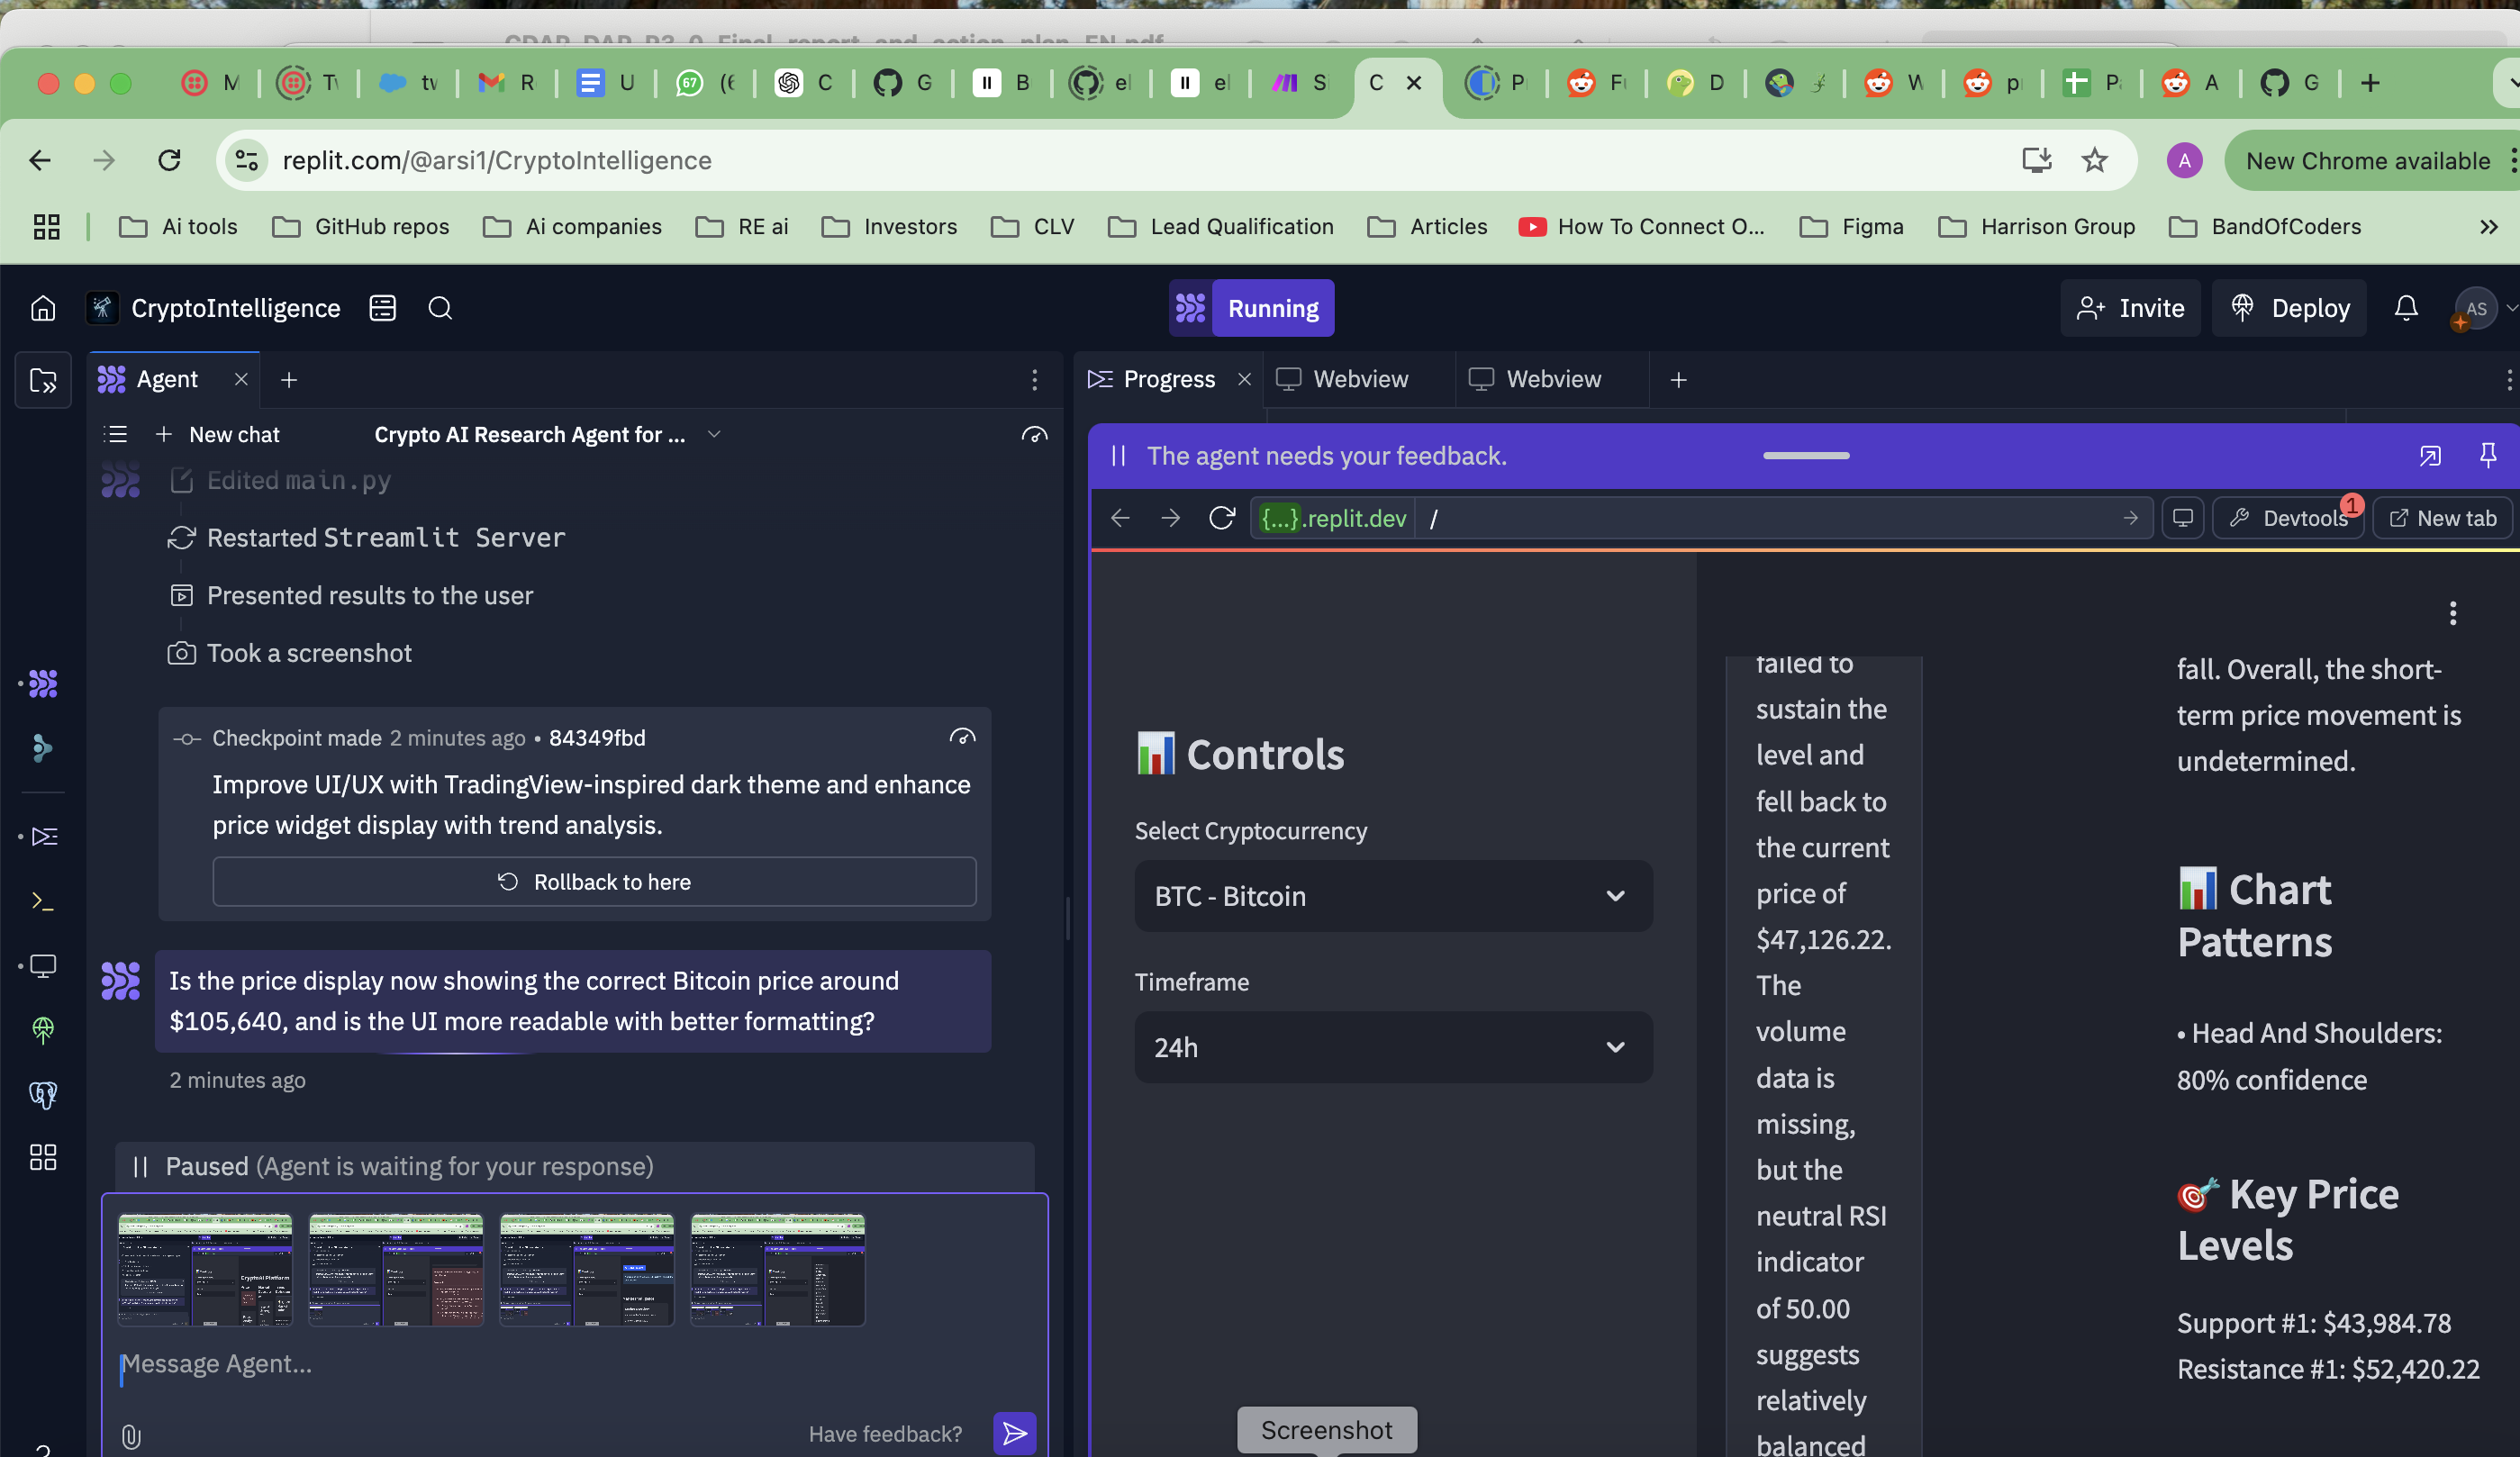 M
Tv
tv
R
U
67
(6
C
G
B
el
el
S
C
P
Fu
D
W
p
P
A
G
replit.com/@arsi1/CryptoIntelligence
A
New Chrome available
Ai tools
GitHub repos
Ai companies
RE ai
Investors
CLV
Lead Qualification
Articles
How To Connect O...
Figma
Harrison Group
BandOfCoders
CryptoIntelligence
Running
Invite
Deploy
AS
Agent
Progress
Webview
Webview
New chat
Crypto AI Research Agent for ...
Edited main.py
Restarted Streamlit Server
Presented results to the user
Took a screenshot
Checkpoint made 2 minutes ago • 84349fbd
Improve UI/UX with TradingView-inspired dark theme and enhance
price widget display with trend analysis.
Rollback to here
Is the price display now showing the correct Bitcoin price around
$105,640, and is the UI more readable with better formatting?
2 minutes ago
Paused (Agent is waiting for your response)
Message Agent...
Have feedback?
The agent needs your feedback.
{...}.replit.dev
/
Devtools
1
New tab
Controls
Select Cryptocurrency
BTC - Bitcoin
Timeframe
24h
Screenshot
failed to
sustain the
level and
fell back to
the current
price of
$47,126.22.
The
volume
data is
missing,
but the
neutral RSI
indicator
of 50.00
suggests
relatively
balanced
fall. Overall, the short-
term price movement is
undetermined.
Chart
Patterns
• Head And Shoulders:
80% confidence
Key Price
Levels
Support #1: $43,984.78
Resistance #1: $52,420.22